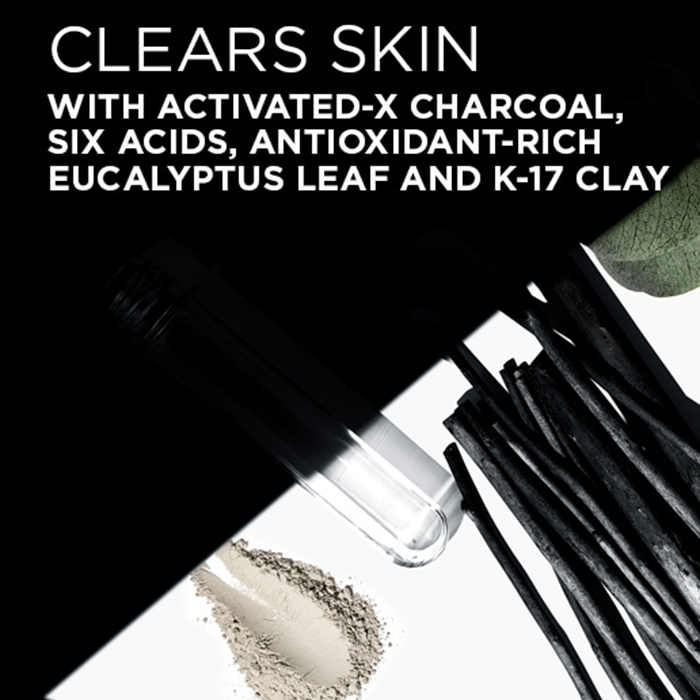 CLEARS SKIN
WITH ACTIVATED-X CHARCOAL,
SIX ACIDS, ANTIOXIDANT-RICH
EUCALYPTUS LEAF AND K-17 CLAY